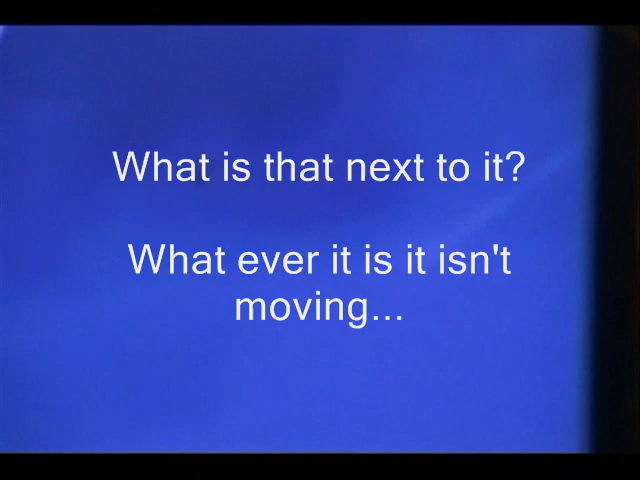 What is that next to it?
What ever it is it isn't
moving...